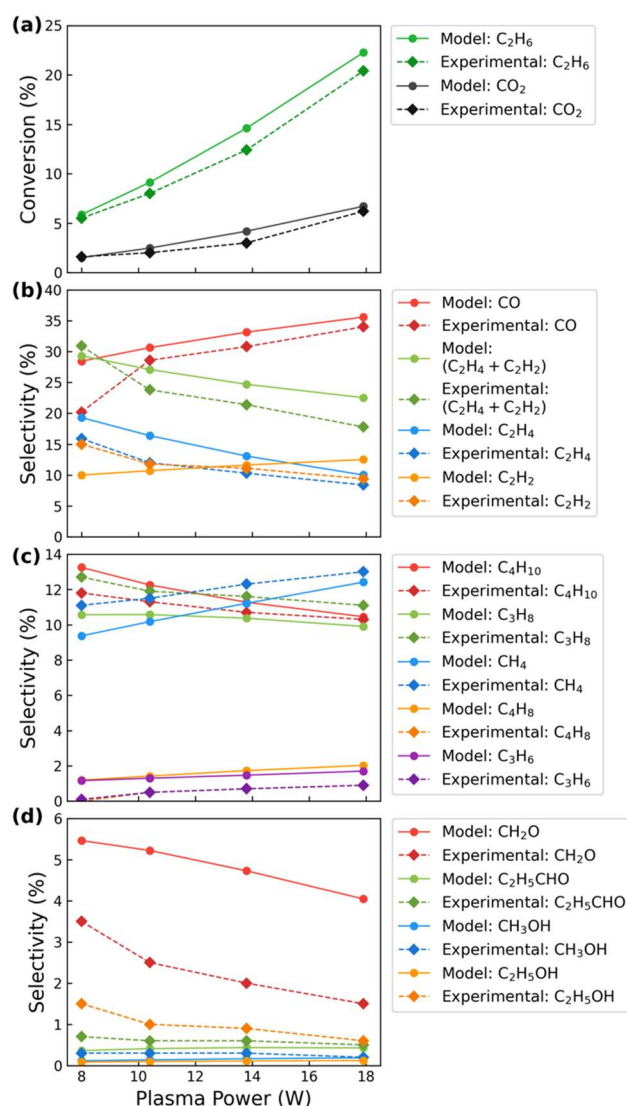 (a)
25
20
15
10
5
0
Conversion (%)
Model: C₂H₆
Experimental: C₂H₆
Model: CO₂
Experimental: CO₂
(b)
40
35
30
25
20
15
10
5
0
Selectivity (%)
Model: CO
Experimental: CO
Model:
(C₂H₄ + C₂H₂)
Experimental:
(C₂H₄ + C₂H₂)
Model: C₂H₄
Experimental: C₂H₄
Model: C₂H₂
Experimental: C₂H₂
(c)
14
12
10
8
6
4
2
0
Selectivity (%)
Model: C₄H₁₀
Experimental: C₄H₁₀
Model: C₃H₈
Experimental: C₃H₈
Model: CH₄
Experimental: CH₄
Model: C₄H₈
Experimental: C₄H₈
Model: C₃H₆
Experimental: C₃H₆
(d)
6
5
4
3
2
1
0
Selectivity (%)
Model: CH₂O
Experimental: CH₂O
Model: C₂H₅CHO
Experimental: C₂H₅CHO
Model: CH₃OH
Experimental: CH₃OH
Model: C₂H₅OH
Experimental: C₂H₅OH
8 10 12 14 16 18
Plasma Power (W)